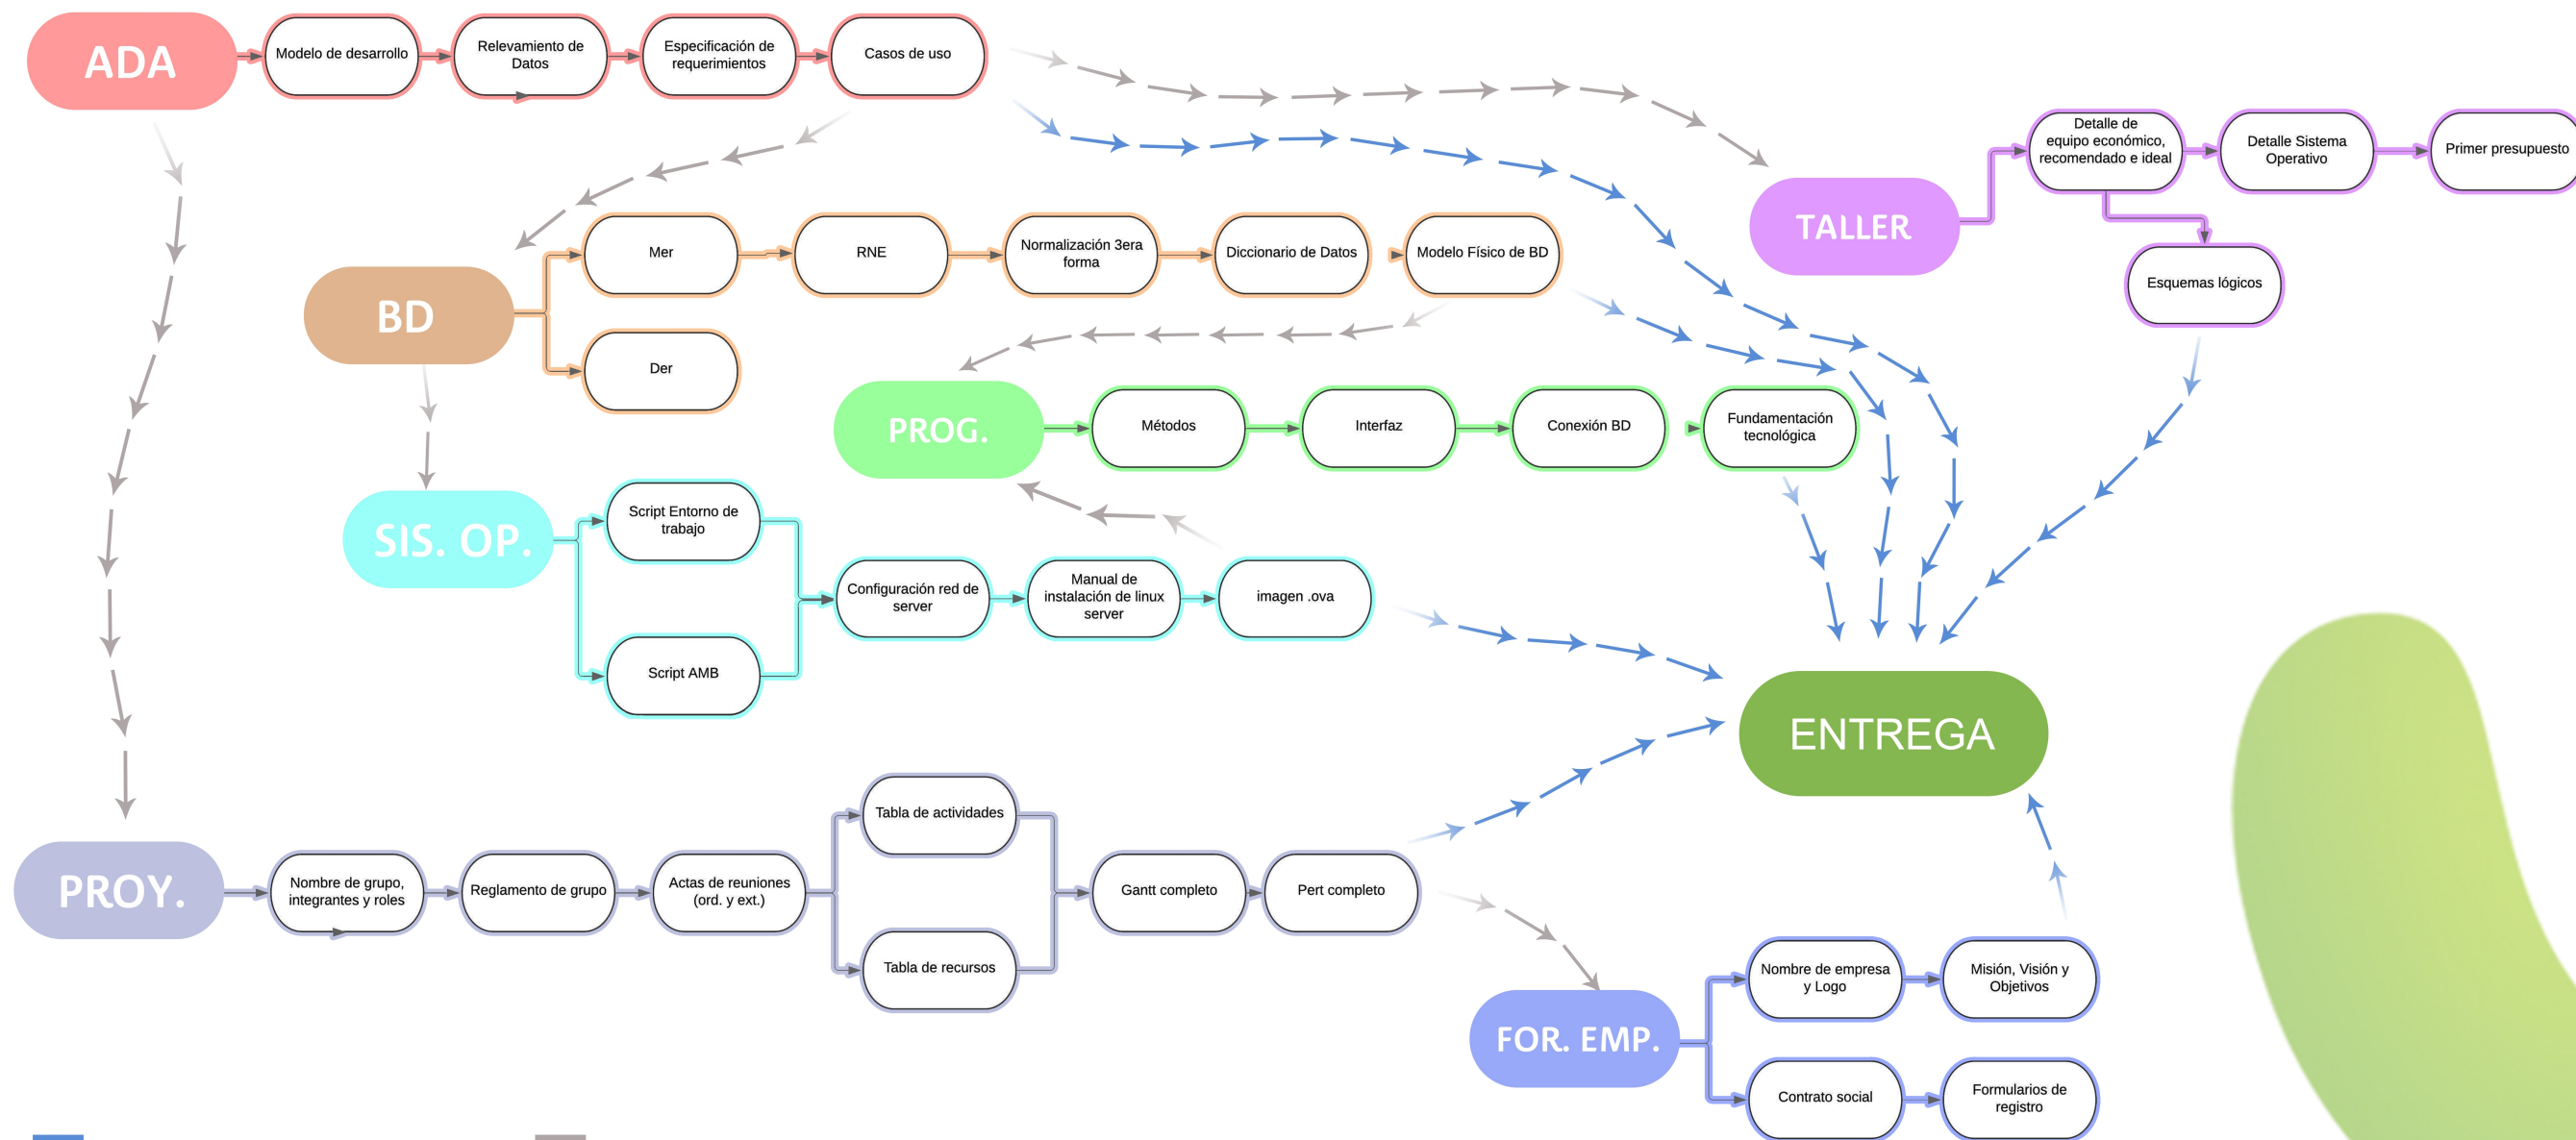 ADA
Modelo de desarrollo
Relevamiento de
Datos
Especificación de
requerimientos
Casos de uso
TALLER
Detalle de
equipo económico,
recomendado e ideal
Detalle Sistema
Operativo
Primer presupuesto
Esquemas lógicos
BD
Mer
RNE
Normalización 3era
forma
Diccionario de Datos
Modelo Físico de BD
Der
PROG.
Métodos
Interfaz
Conexión BD
Fundamentación
tecnológica
SIS. OP.
Script Entorno de
trabajo
Script AMB
Configuración red de
server
Manual de
instalación de linux
server
imagen .ova
ENTREGA
PROY.
Nombre de grupo,
integrantes y roles
Reglamento de grupo
Actas de reuniones
(ord. y ext.)
Tabla de actividades
Tabla de recursos
Gantt completo
Pert completo
FOR. EMP.
Nombre de empresa
y Logo
Misión, Visión y
Objetivos
Contrato social
Formularios de
registro